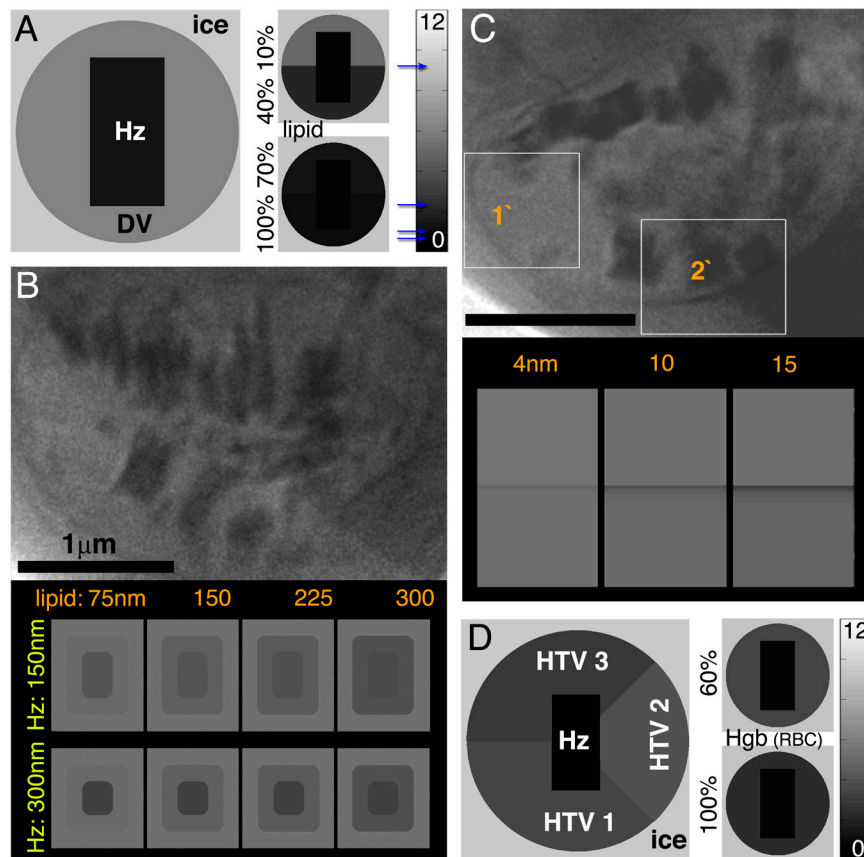 A
ice
Hz
DV
10%
40%
lipid
70%
100%
12
0
B
1μm
lipid: 75nm 150 225 300
Hz: 150nm
Hz: 300nm
C
1`
2`
4nm 10 15
D
HTV 3
HTV 2
Hz
HTV 1
ice
60%
Hgb (RBC)
100%
12
0